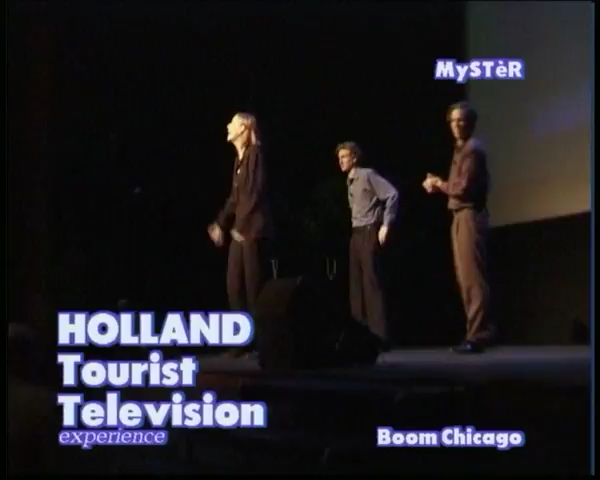 MySTèR
HOLLAND
Tourist
Television
experience
Boom Chicago